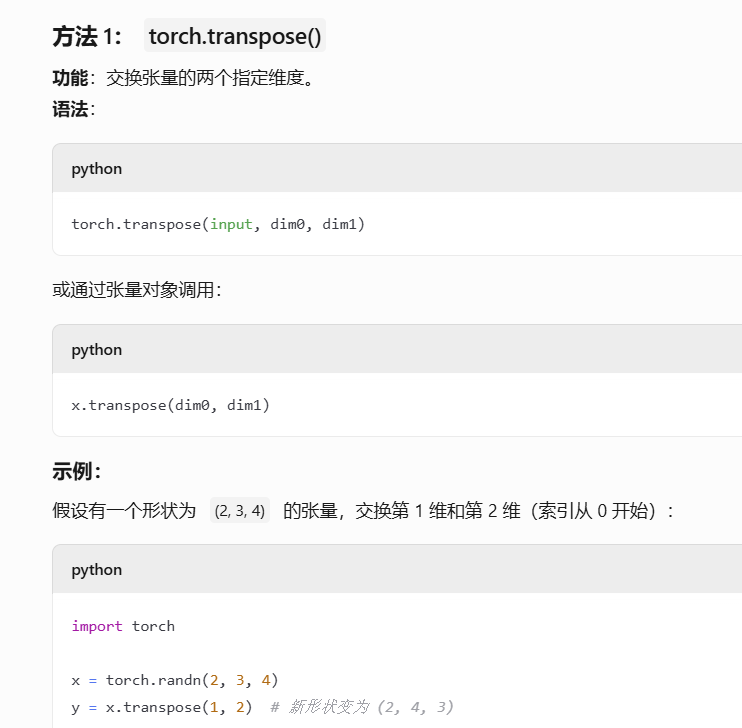 方法 1： torch.transpose()
功能：交换张量的两个指定维度。
语法：
python
torch.transpose(input, dim0, dim1)
或通过张量对象调用：
python
x.transpose(dim0, dim1)
示例：
假设有一个形状为 (2, 3, 4) 的张量，交换第 1 维和第 2 维（索引从 0 开始）：
python
import torch
x = torch.randn(2, 3, 4)
y = x.transpose(1, 2)  # 新形状变为 (2, 4, 3)